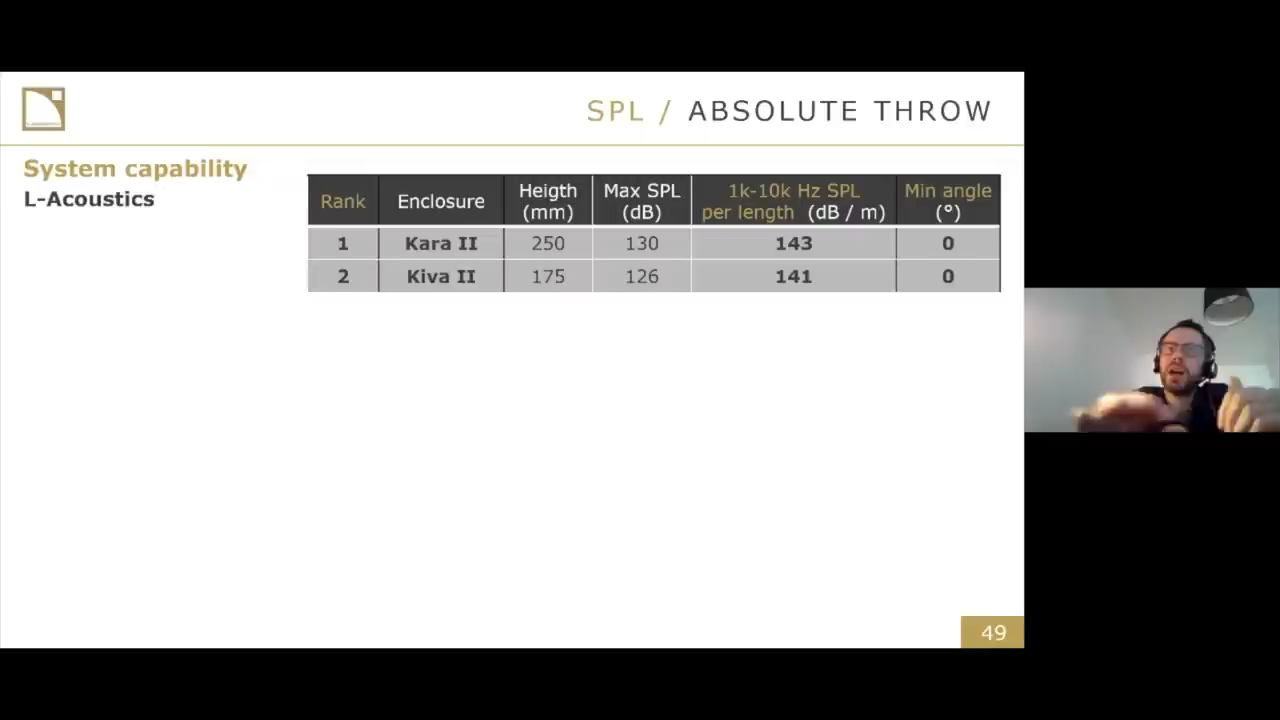 SPL / ABSOLUTE THROW
System capability
L-Acoustics
Rank Enclosure Heigth (mm) Max SPL (dB) 1k-10k Hz SPL per length (dB / m) Min angle (°)
1 Kara II 250 130 143 0
2 Kiva II 175 126 141 0
49